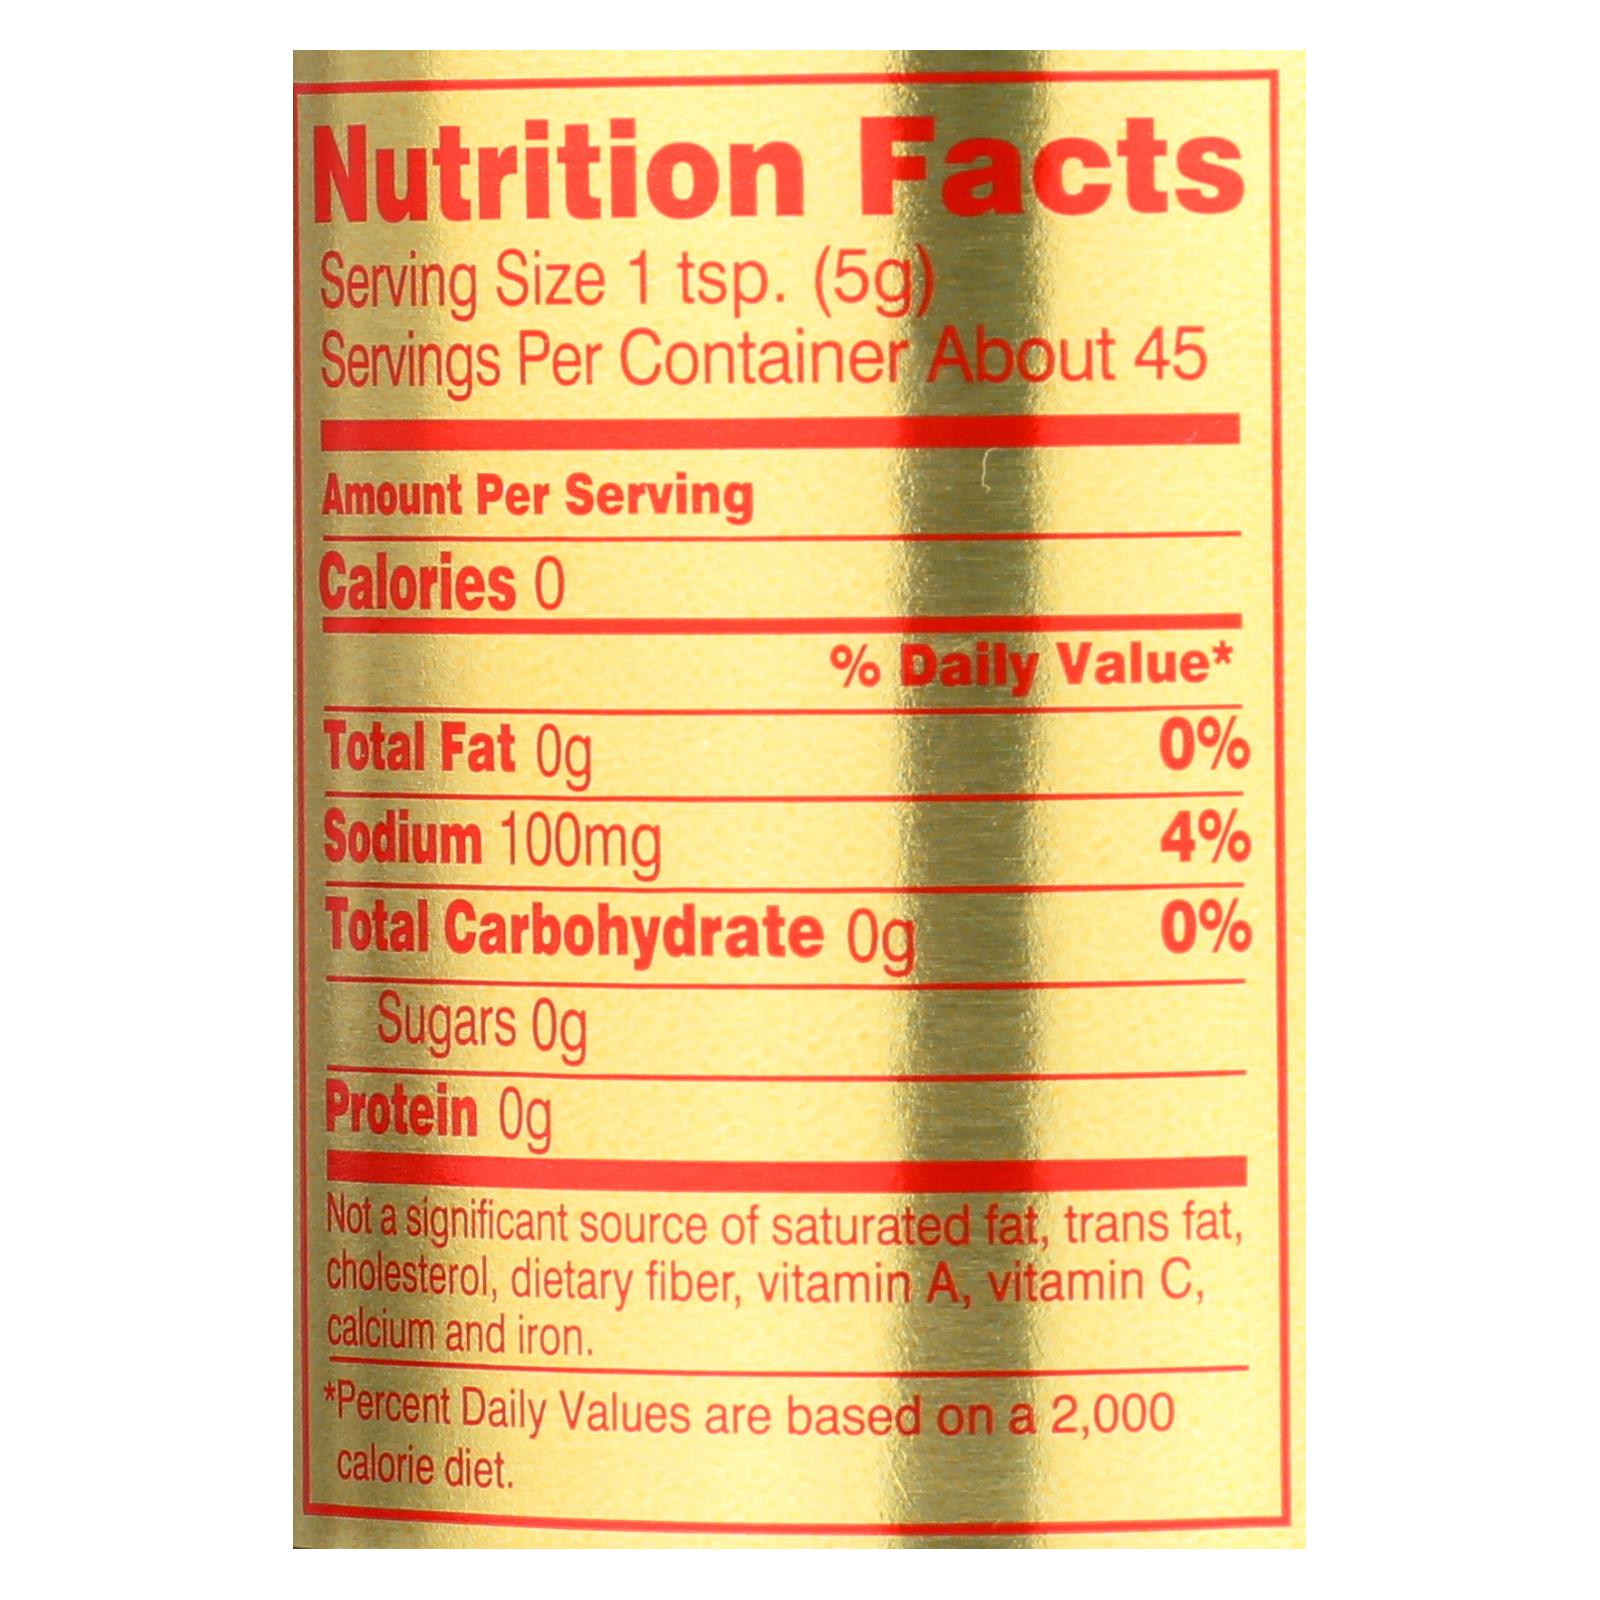 Nutrition Facts
Serving Size 1 tsp. (5g)
Servings Per Container About 45
Amount Per Serving
Calories 0
% Daily Value*
Total Fat 0g 0%
Sodium 100mg 4%
Total Carbohydrate 0g 0%
Sugars 0g
Protein 0g
Not a significant source of saturated fat, trans fat,
cholesterol, dietary fiber, vitamin A, vitamin C,
calcium and iron.
*Percent Daily Values are based on a 2,000
calorie diet.